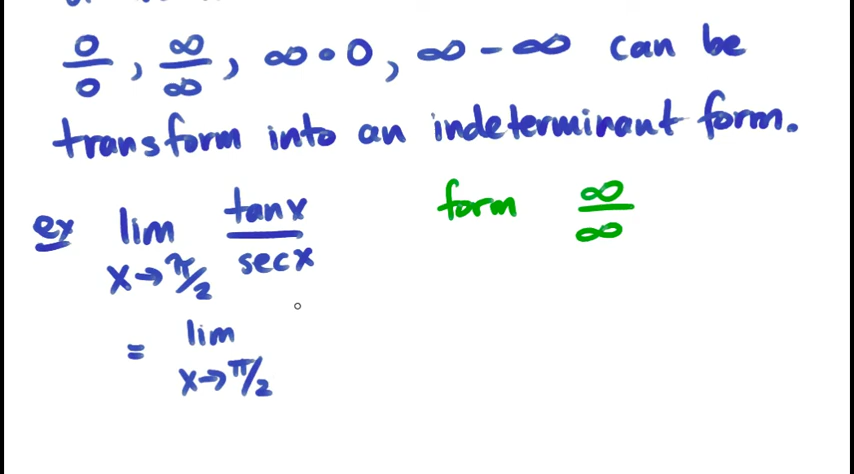 0/0, ∞/∞, ∞·0, ∞-∞ can be
transform into an indeterminant form.
ex lim x→π/2 tanx/secx form ∞/∞
= lim x→π/2